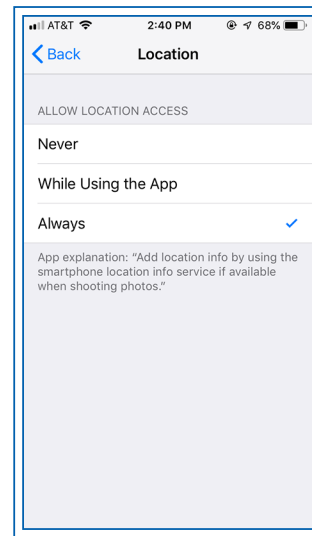 AT&T 2:40 PM 68%
Back Location
ALLOW LOCATION ACCESS
Never
While Using the App
Always
App explanation: “Add location info by using the
smartphone location info service if available
when shooting photos.”